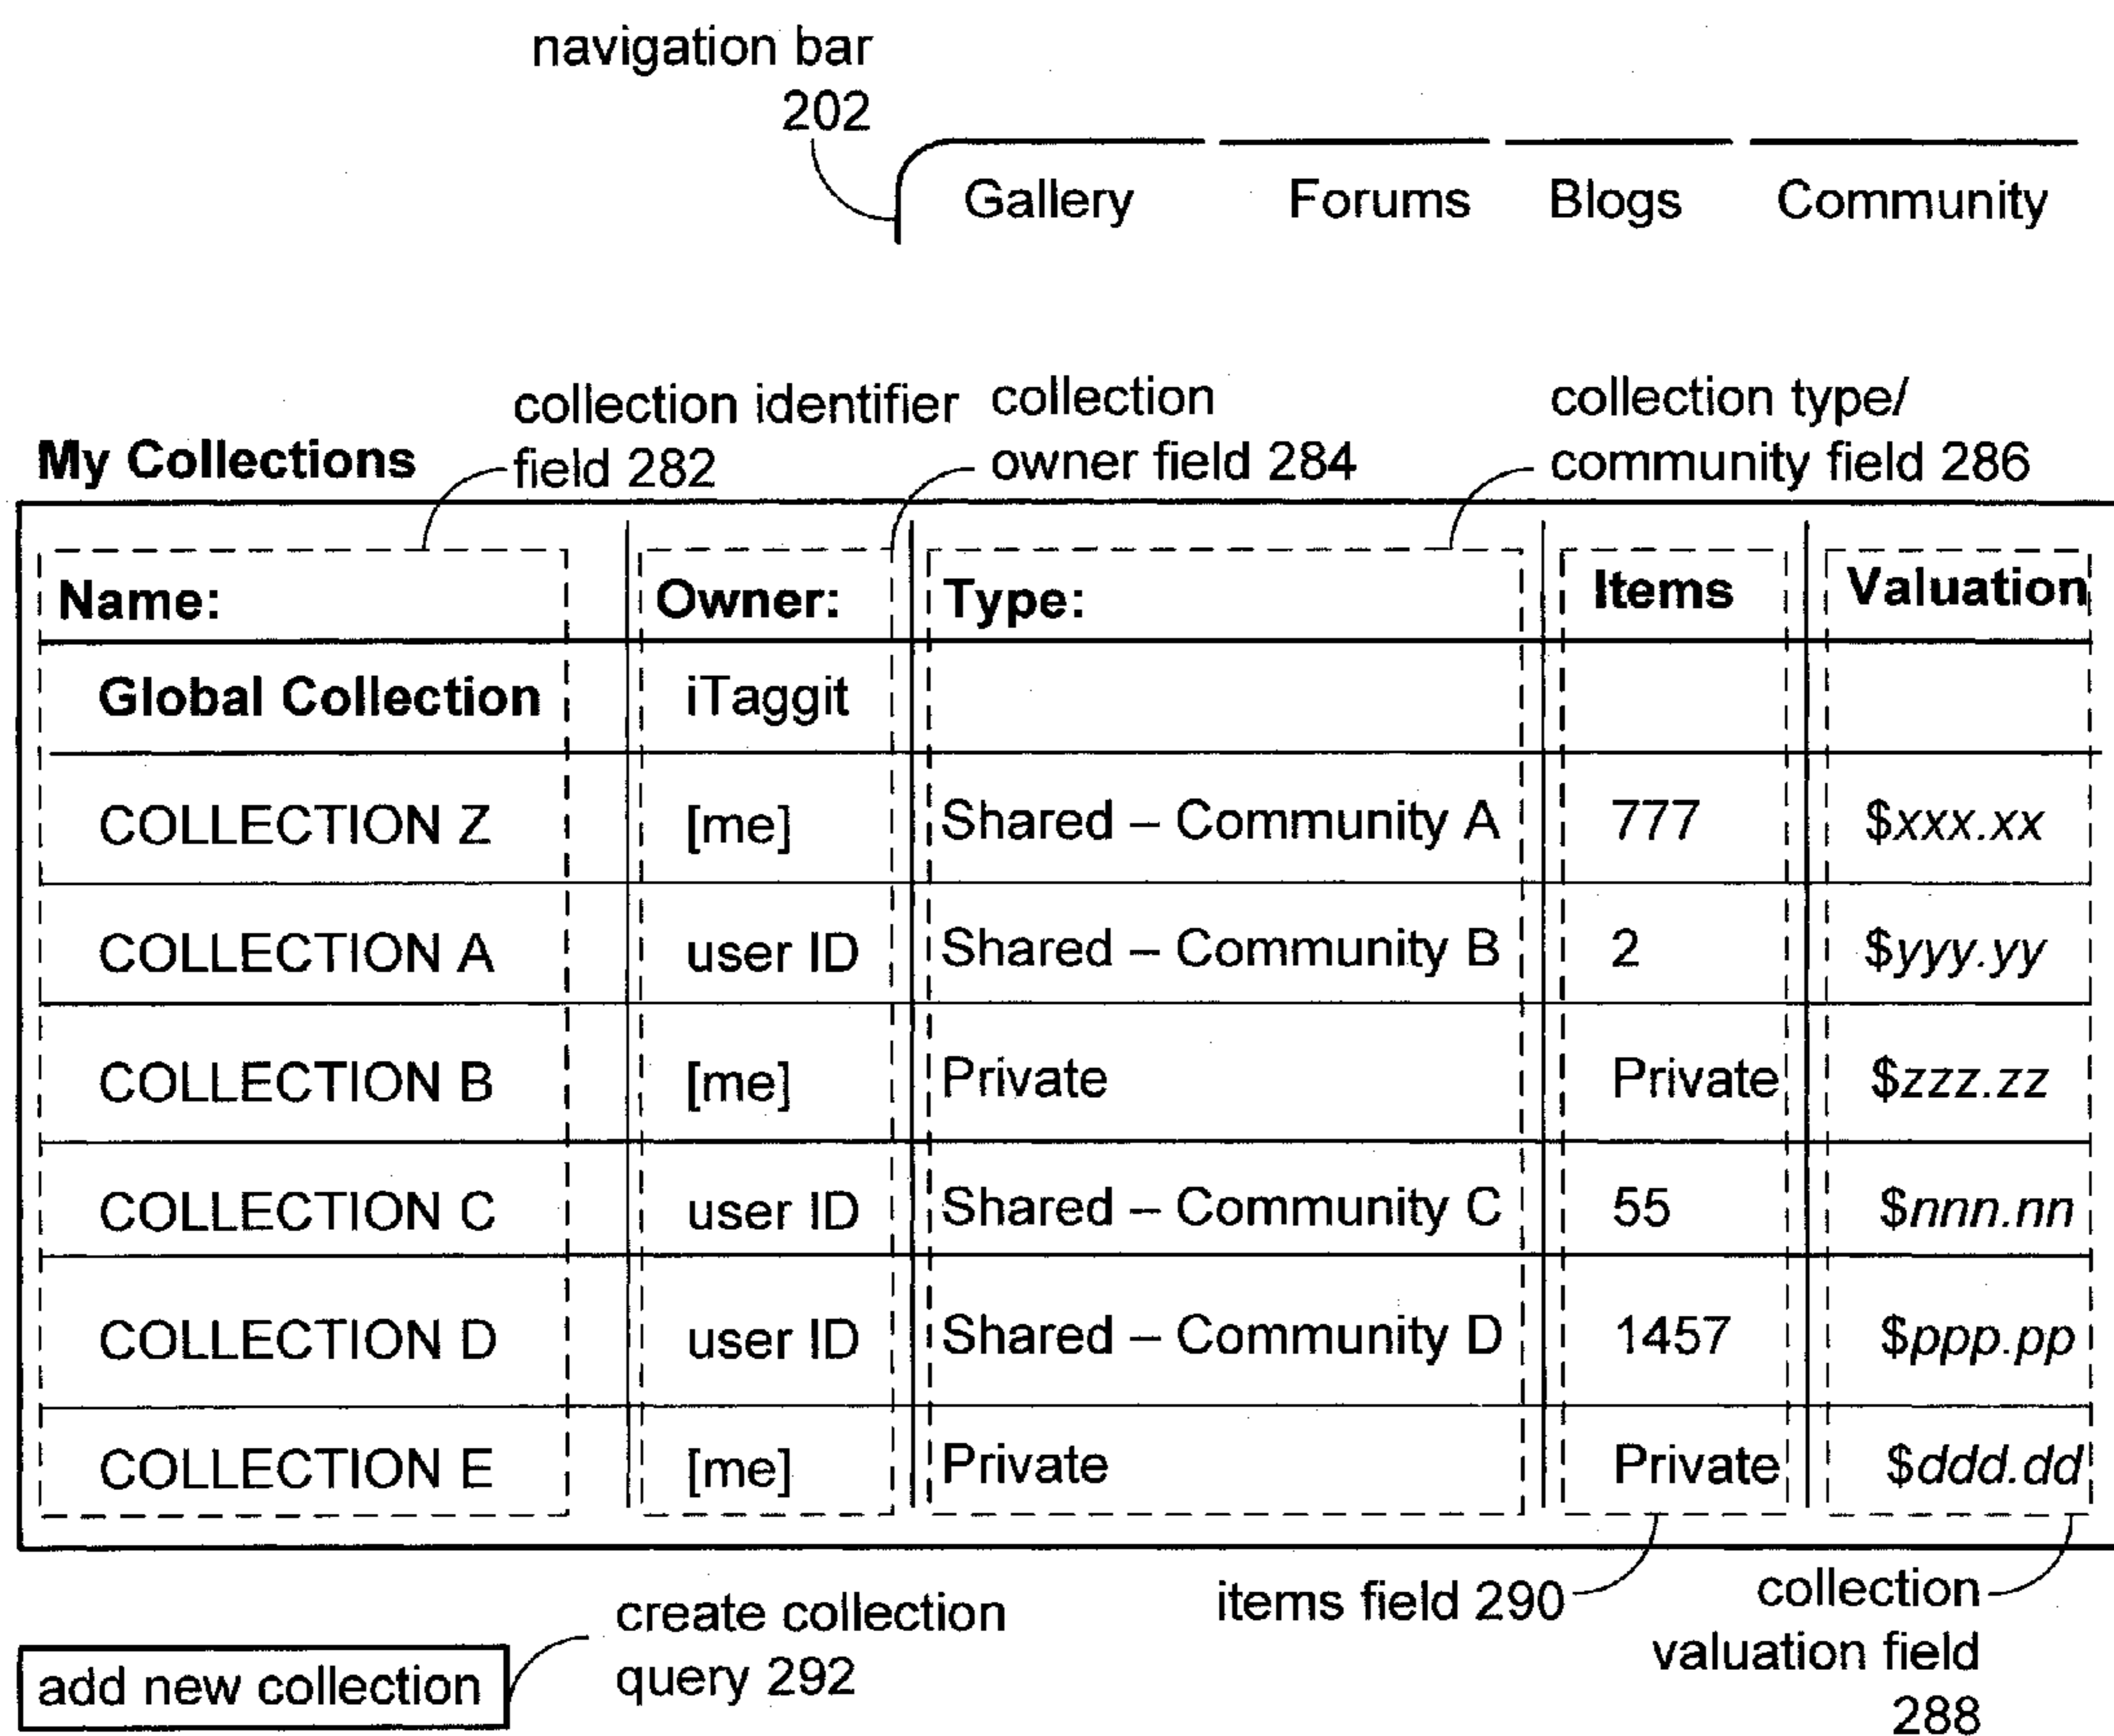 navigation bar
202
Gallery Forums Blogs Community
collection identifier
field 282
collection
owner field 284
collection type/
community field 286
My Collections
Name: Owner: Type: Items Valuation
Global Collection iTaggit
COLLECTION Z [me] Shared – Community A 777 $xxx.xx
COLLECTION A user ID Shared – Community B 2 $yyy.yy
COLLECTION B [me] Private Private $zzz.zz
COLLECTION C user ID Shared – Community C 55 $nnn.nn
COLLECTION D user ID Shared – Community D 1457 $ppp.pp
COLLECTION E [me] Private Private $ddd.dd
add new collection
create collection
query 292
items field 290
collection
valuation field
288